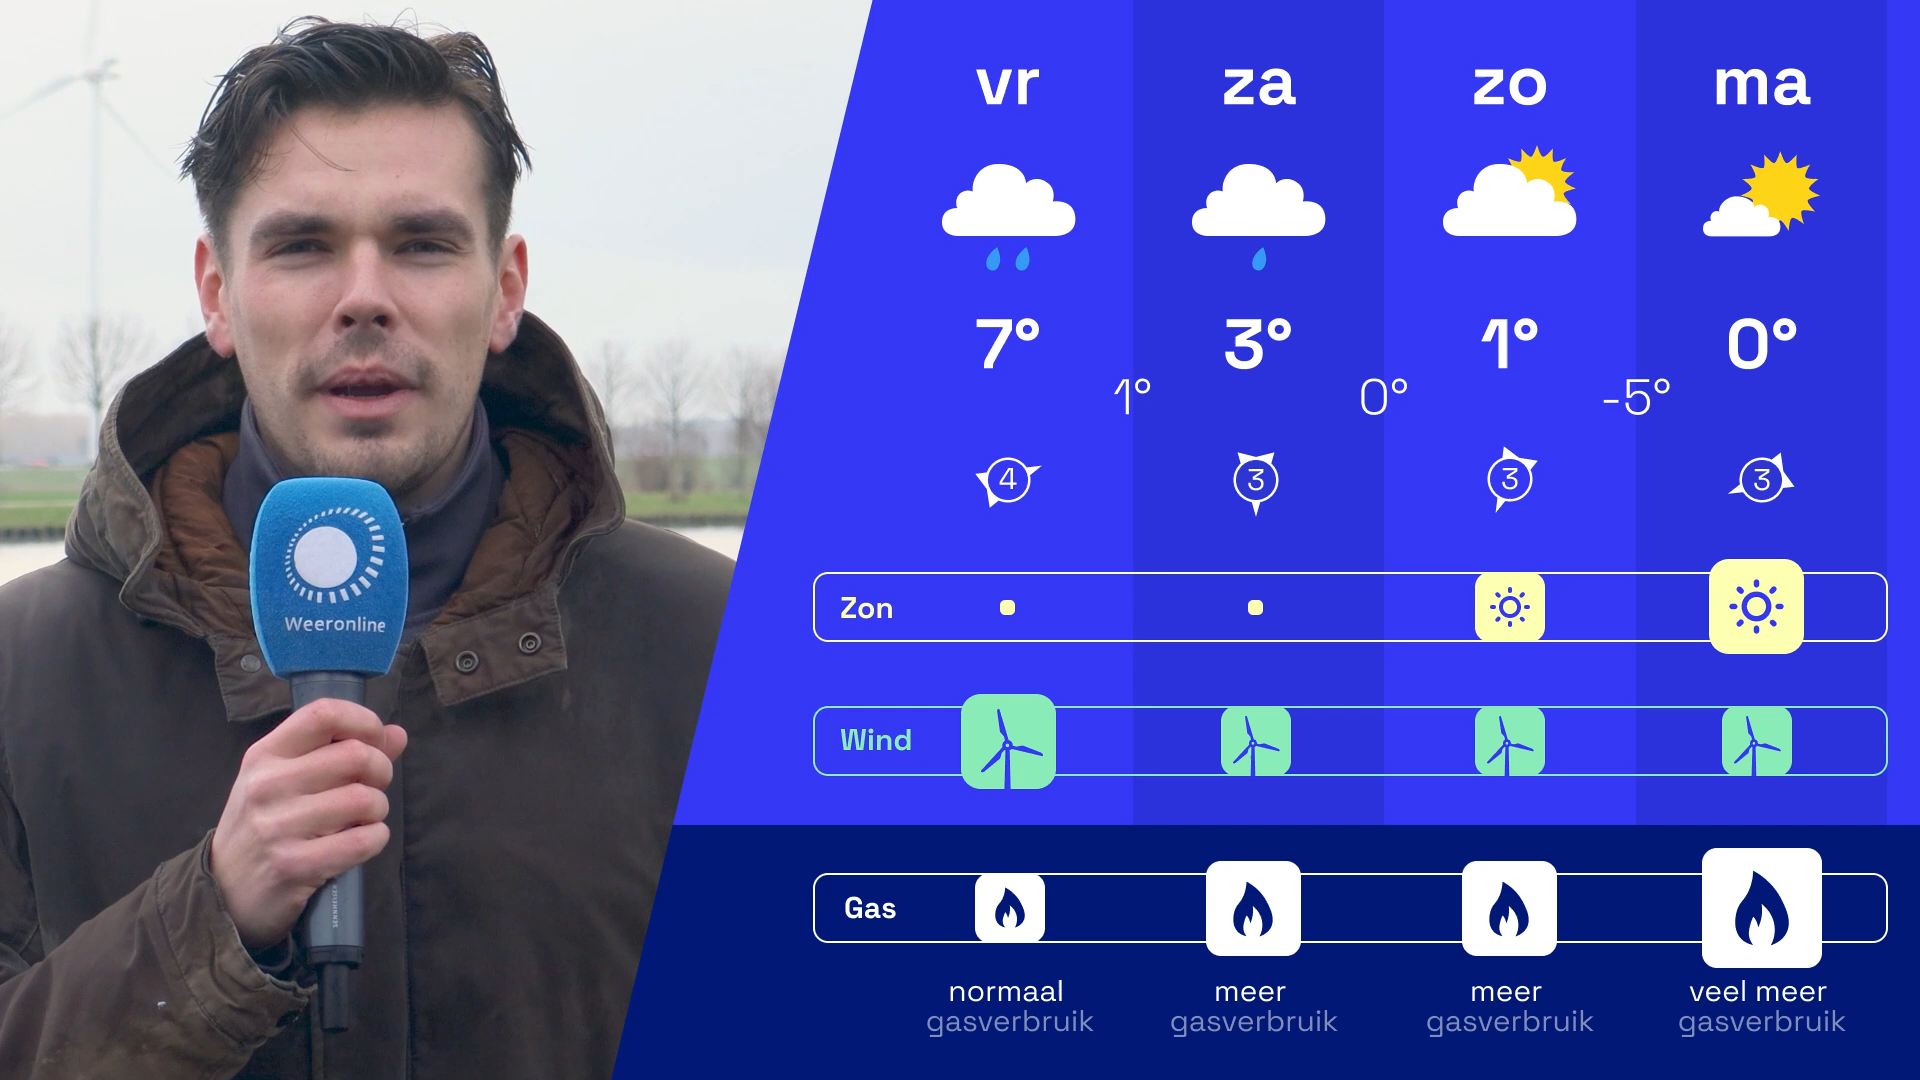 vr za zo ma
7° 3° 1° 0°
1° 0° -5°
4 3 3 3
Zon
Weeronline
Wind
Gas
SENNHEISER
normaal meer meer veel meer
gasverbruik gasverbruik gasverbruik gasverbruik